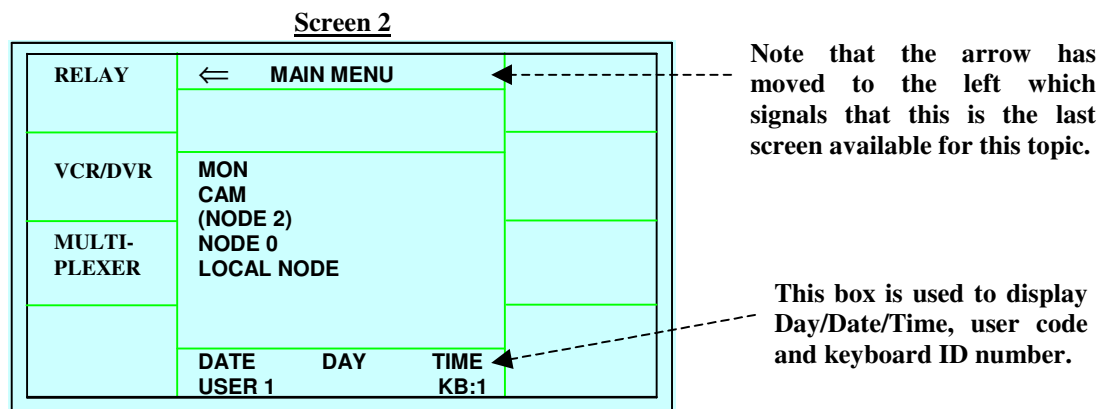 Screen 2
RELAY
⇐ MAIN MENU
VCR/DVR
MULTI-
PLEXER
MON
CAM
(NODE 2)
NODE 0
LOCAL NODE
DATE DAY TIME
USER 1 KB:1
Note that the arrow has
moved to the left which
signals that this is the last
screen available for this topic.
This box is used to display
Day/Date/Time, user code
and keyboard ID number.